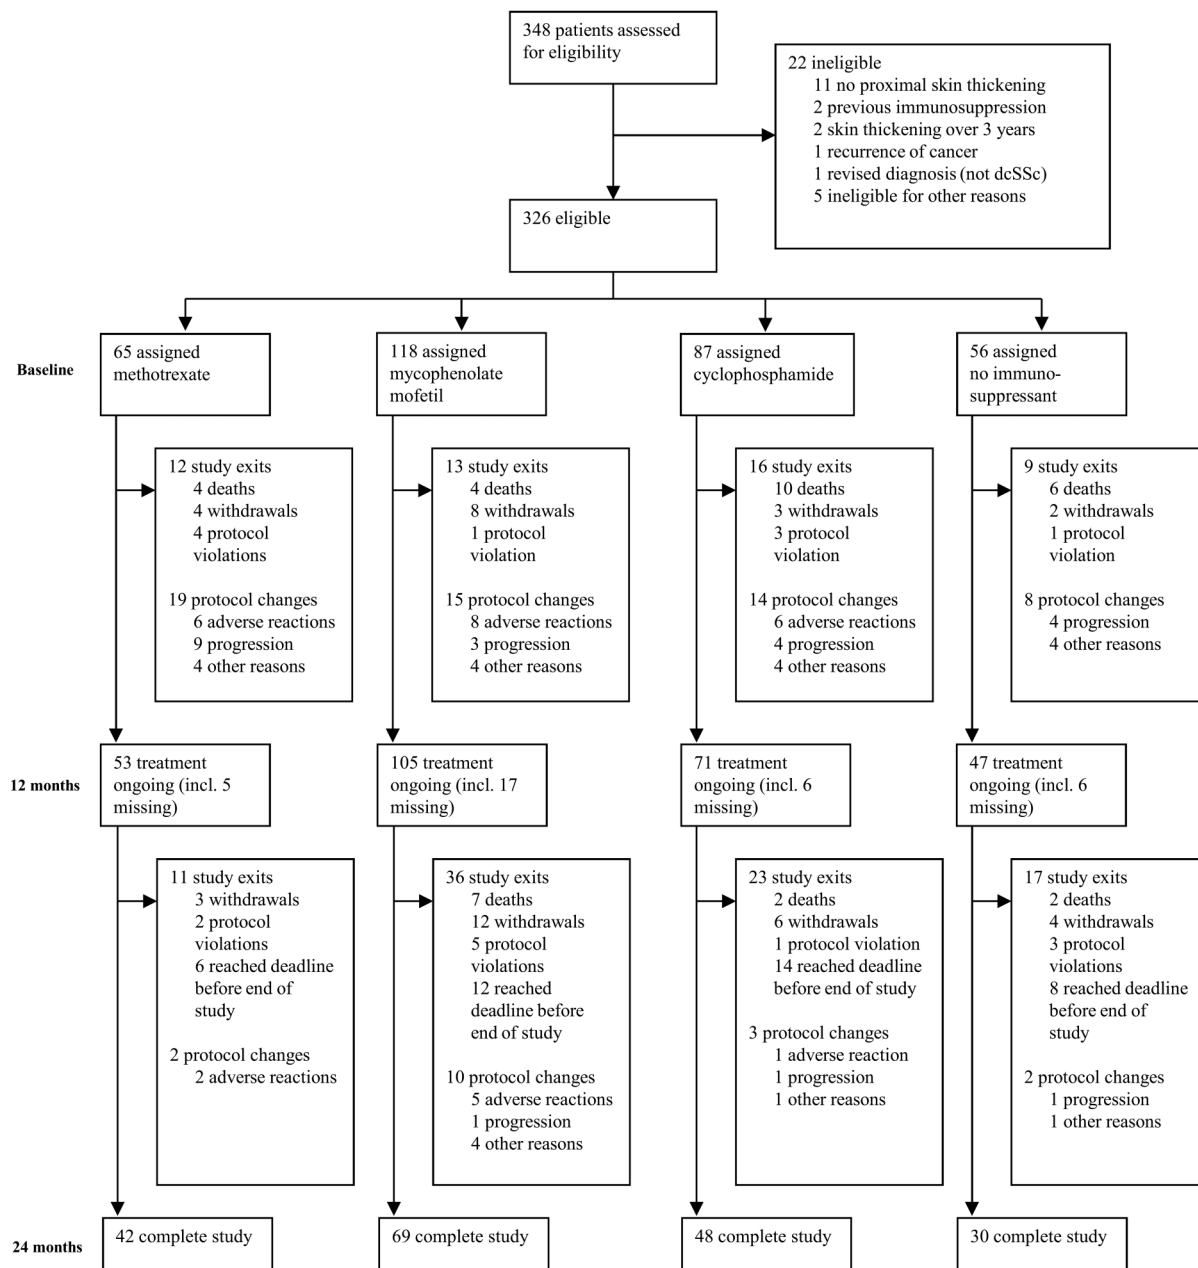 348 patients assessed
for eligibility
22 ineligible
11 no proximal skin thickening
2 previous immunosuppression
2 skin thickening over 3 years
1 recurrence of cancer
1 revised diagnosis (not dcSSc)
5 ineligible for other reasons
326 eligible
Baseline
65 assigned
methotrexate
118 assigned
mycophenolate
mofetil
87 assigned
cyclophosphamide
56 assigned
no immuno-
suppressant
12 study exits
4 deaths
4 withdrawals
4 protocol
violations
19 protocol changes
6 adverse reactions
9 progression
4 other reasons
13 study exits
4 deaths
8 withdrawals
1 protocol
violation
15 protocol changes
8 adverse reactions
3 progression
4 other reasons
16 study exits
10 deaths
3 withdrawals
3 protocol
violation
14 protocol changes
6 adverse reactions
4 progression
4 other reasons
9 study exits
6 deaths
2 withdrawals
1 protocol
violation
8 protocol changes
4 progression
4 other reasons
12 months
53 treatment
ongoing (incl. 5
missing)
105 treatment
ongoing (incl. 17
missing)
71 treatment
ongoing (incl. 6
missing)
47 treatment
ongoing (incl. 6
missing)
11 study exits
3 withdrawals
2 protocol
violations
6 reached deadline
before end of
study
2 protocol changes
2 adverse reactions
36 study exits
7 deaths
12 withdrawals
5 protocol
violations
12 reached
deadline before
end of study
10 protocol changes
5 adverse reactions
1 progression
4 other reasons
23 study exits
2 deaths
6 withdrawals
1 protocol violation
14 reached deadline
before end of study
3 protocol changes
1 adverse reaction
1 progression
1 other reasons
17 study exits
2 deaths
4 withdrawals
3 protocol
violations
8 reached deadline
before end of
study
2 protocol changes
1 progression
1 other reasons
24 months
42 complete study
69 complete study
48 complete study
30 complete study